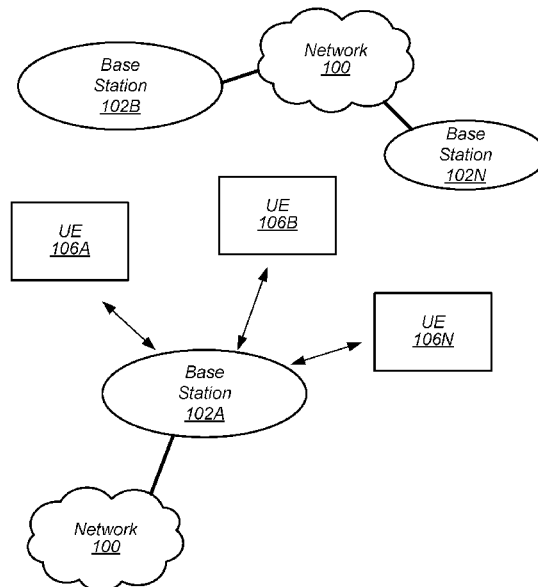 Network
100
Base
Station
102B
Base
Station
102N
UE
106B
UE
106A
UE
106N
Base
Station
102A
Network
100